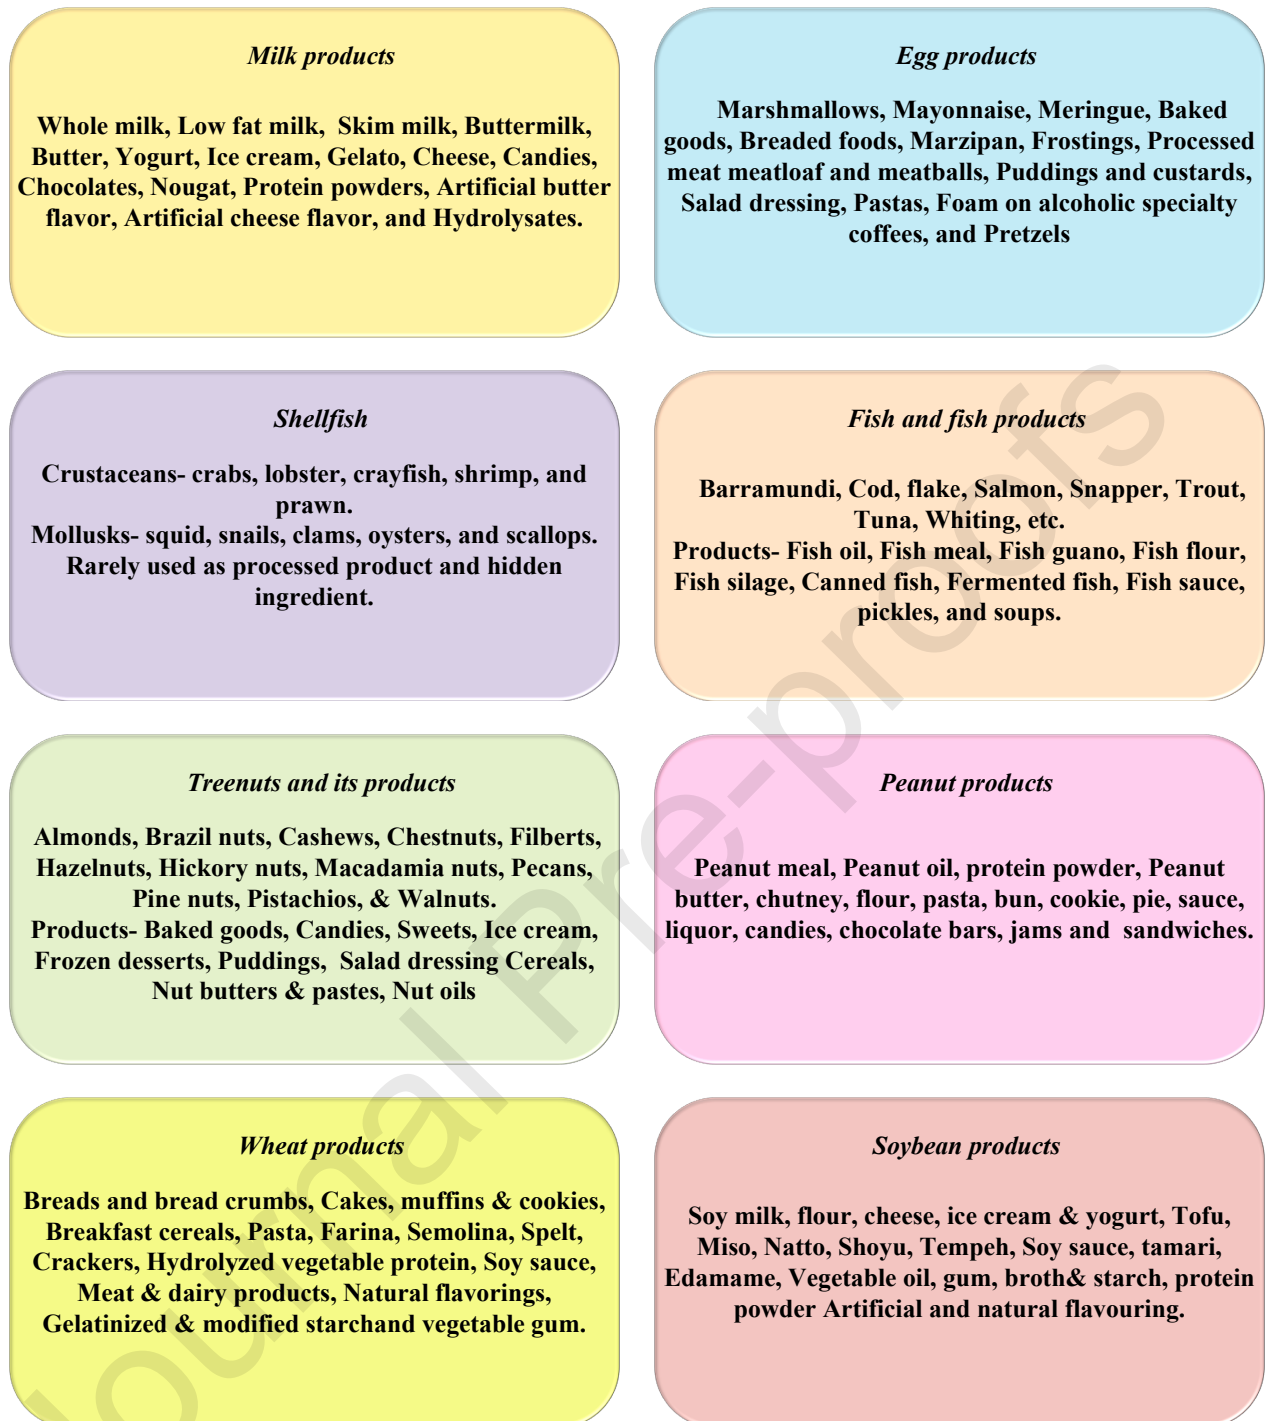 Milk products
Whole milk, Low fat milk, Skim milk, Buttermilk,
Butter, Yogurt, Ice cream, Gelato, Cheese, Candies,
Chocolates, Nougat, Protein powders, Artificial butter
flavor, Artificial cheese flavor, and Hydrolysates.
Egg products
Marshmallows, Mayonnaise, Meringue, Baked
goods, Breaded foods, Marzipan, Frostings, Processed
meat meatloaf and meatballs, Puddings and custards,
Salad dressing, Pastas, Foam on alcoholic specialty
coffees, and Pretzels
Shellfish
Crustaceans- crabs, lobster, crayfish, shrimp, and
prawn.
Mollusks- squid, snails, clams, oysters, and scallops.
Rarely used as processed product and hidden
ingredient.
Fish and fish products
Barramundi, Cod, flake, Salmon, Snapper, Trout,
Tuna, Whiting, etc.
Products- Fish oil, Fish meal, Fish guano, Fish flour,
Fish silage, Canned fish, Fermented fish, Fish sauce,
pickles, and soups.
Treenuts and its products
Almonds, Brazil nuts, Cashews, Chestnuts, Filberts,
Hazelnuts, Hickory nuts, Macadamia nuts, Pecans,
Pine nuts, Pistachios, & Walnuts.
Products- Baked goods, Candies, Sweets, Ice cream,
Frozen desserts, Puddings, Salad dressing Cereals,
Nut butters & pastes, Nut oils
Peanut products
Peanut meal, Peanut oil, protein powder, Peanut
butter, chutney, flour, pasta, bun, cookie, pie, sauce,
liquor, candies, chocolate bars, jams and sandwiches.
Wheat products
Breads and bread crumbs, Cakes, muffins & cookies,
Breakfast cereals, Pasta, Farina, Semolina, Spelt,
Crackers, Hydrolyzed vegetable protein, Soy sauce,
Meat & dairy products, Natural flavorings,
Gelatinized & modified starchand vegetable gum.
Soybean products
Soy milk, flour, cheese, ice cream & yogurt, Tofu,
Miso, Natto, Shoyu, Tempeh, Soy sauce, tamari,
Edamame, Vegetable oil, gum, broth& starch, protein
powder Artificial and natural flavouring.
Journal Pre-proofs